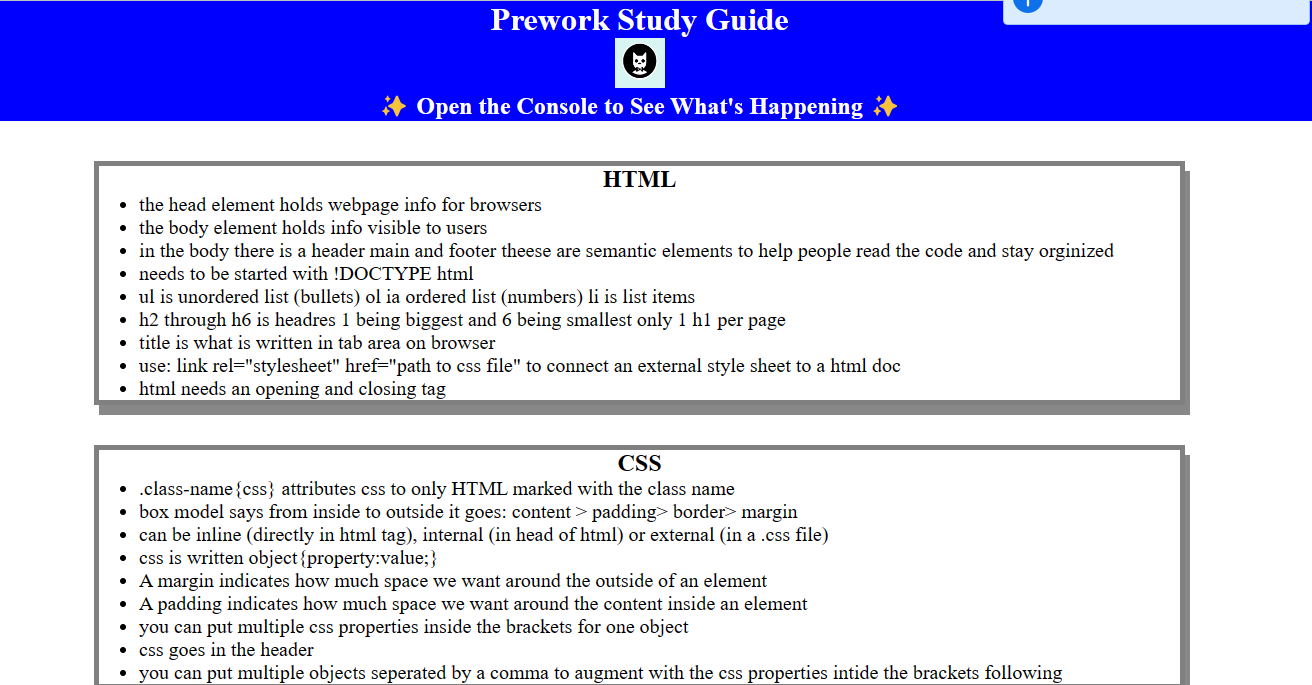 Prework Study Guide
✨ Open the Console to See What's Happening ✨
HTML
the head element holds webpage info for browsers
the body element holds info visible to users
in the body there is a header main and footer theese are semantic elements to help people read the code and stay orginized
needs to be started with !DOCTYPE html
ul is unordered list (bullets) ol ia ordered list (numbers) li is list items
h2 through h6 is headres 1 being biggest and 6 being smallest only 1 h1 per page
title is what is written in tab area on browser
use: link rel="stylesheet" href="path to css file" to connect an external style sheet to a html doc
html needs an opening and closing tag
CSS
.class-name{css} attributes css to only HTML marked with the class name
box model says from inside to outside it goes: content > padding> border> margin
can be inline (directly in html tag), internal (in head of html) or external (in a .css file)
css is written object{property:value;}
A margin indicates how much space we want around the outside of an element
A padding indicates how much space we want around the content inside an element
you can put multiple css properties inside the brackets for one object
css goes in the header
you can put multiple objects seperated by a comma to augment with the css properties intide the brackets following